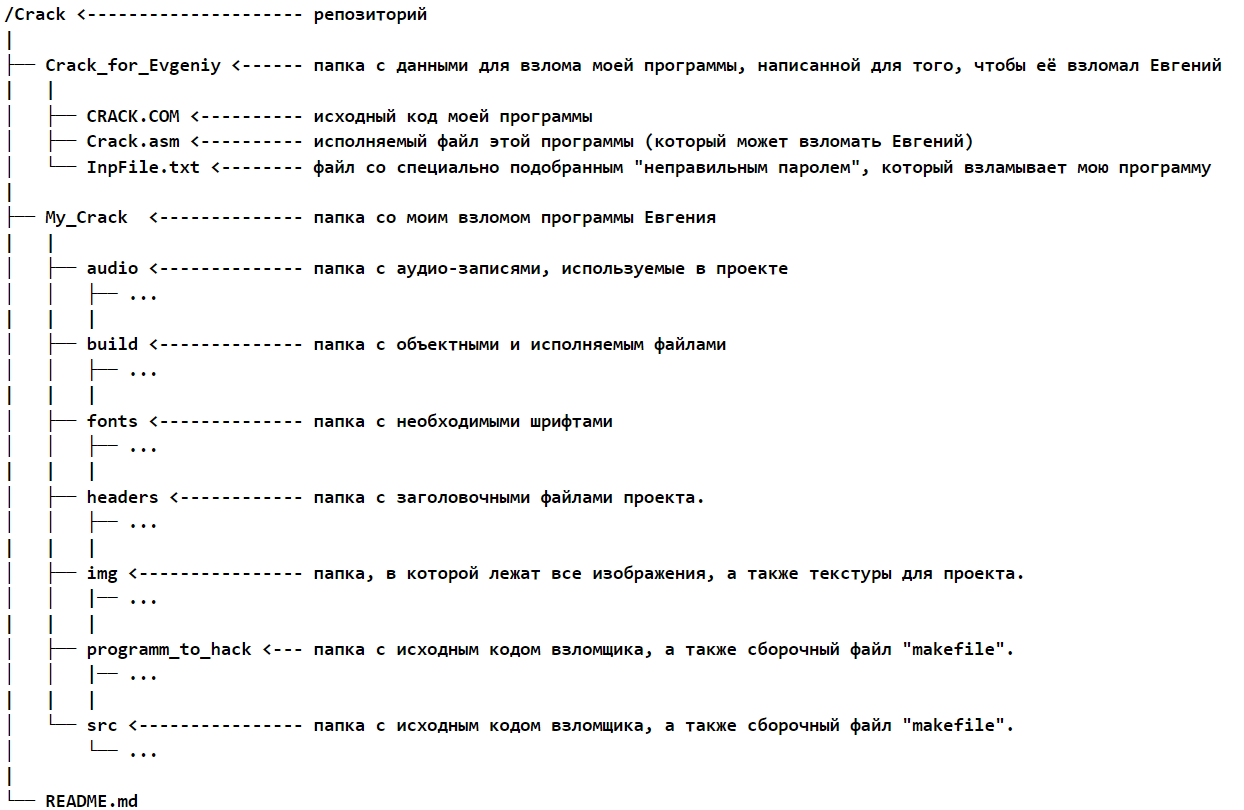 /Crack <--------------------- репозиторий
|
├── Crack_for_Evgeniy <------ папка с данными для взлома моей программы, написанной для того, чтобы её взломал Евгений
|   |
│   ├── CRACK.COM <---------- исходный код моей программы
│   ├── Crack.asm <---------- исполняемый файл этой программы (который может взломать Евгений)
│   └── InpFile.txt <-------- файл со специально подобранным "неправильным паролем", который взламывает мою программу
|
├── My_Crack  <-------------- папка со моим взломом программы Евгения
|   |
│   ├── audio <-------------- папка с аудио-записями, используемые в проекте
│   │   ├── ...
|   |   |
│   ├── build <-------------- папка с объектными и исполняемым файлами
│   │   ├── ...
|   |   |
│   ├── fonts <-------------- папка с необходимыми шрифтами
│   │   ├── ...
|   |   |
│   ├── headers <------------ папка с заголовочными файлами проекта.
│   │   ├── ...
|   |   |
│   ├── img <---------------- папка, в которой лежат все изображения, а также текстуры для проекта.
│   │   |── ...
|   |   |
│   ├── programm_to_hack <--- папка с исходным кодом взломщика, а также сборочный файл "makefile".
│   │   |── ...
|   |   |
│   └── src <---------------- папка с исходным кодом взломщика, а также сборочный файл "makefile".
│       └── ...
|
└── README.md